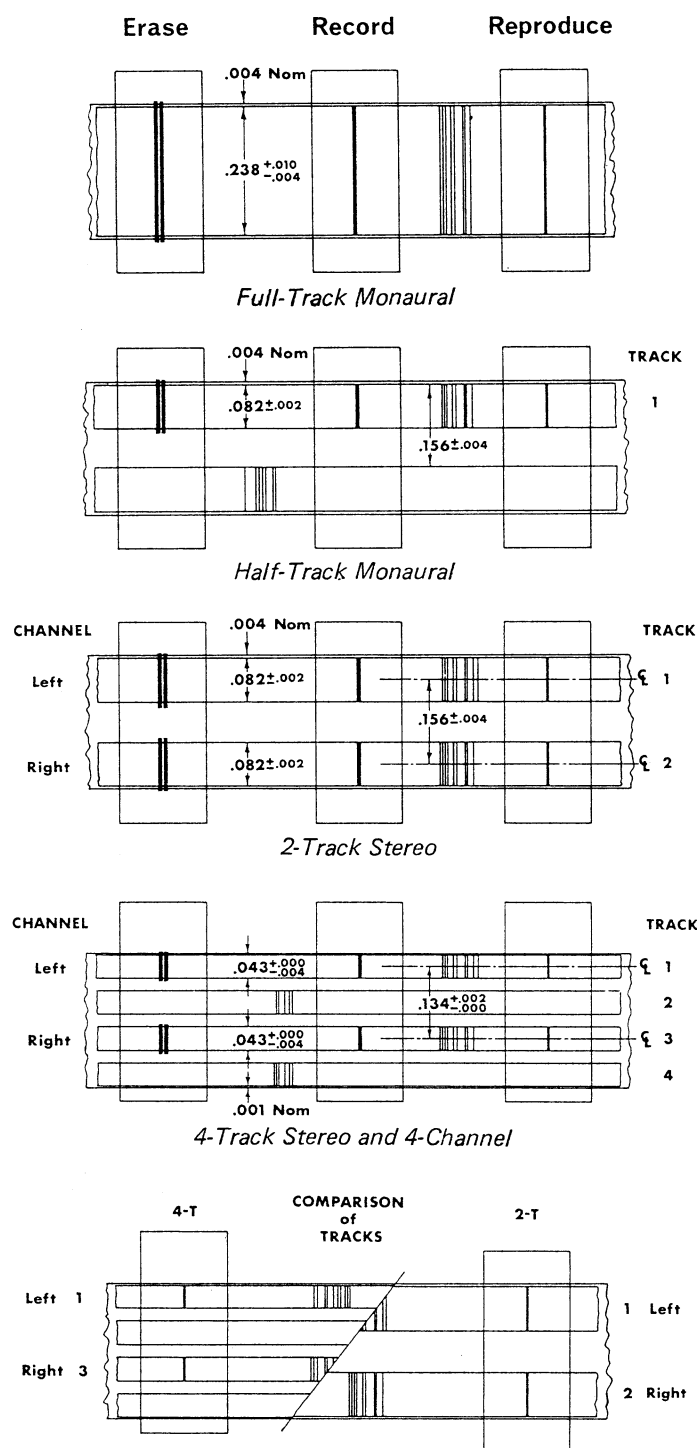 Erase Record Reproduce
.004 Nom
.238 +.010 -.004
Full-Track Monaural
.004 Nom
TRACK
.082±.002
1
.156±.004
Half-Track Monaural
CHANNEL
.004 Nom
TRACK
Left
.082±.002
℄ 1
.156±.004
Right
.082±.002
℄ 2
2-Track Stereo
CHANNEL
TRACK
Left
.043 +.000 -.004
℄ 1
.134 +.002 -.000
2
Right
.043 +.000 -.004
℄ 3
4
.001 Nom
4-Track Stereo and 4-Channel
4-T
COMPARISON
of
TRACKS
2-T
Left 1
1 Left
Right 3
2 Right